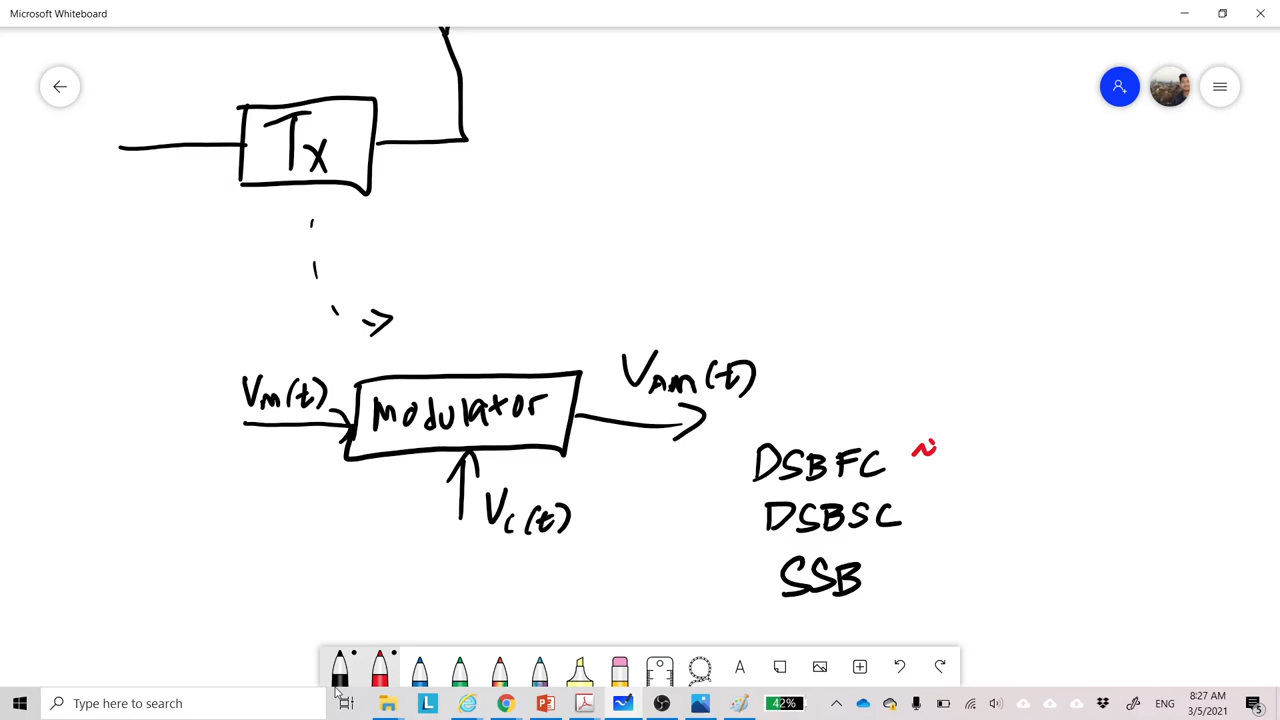 Microsoft Whiteboard
Tx
Vm(t)
modulator
VAM(t)
Vc(t)
DSBFC
DSBSC
SSB
A
Type here to search
L
42%
ENG
8:27 AM
3/5/2021
5